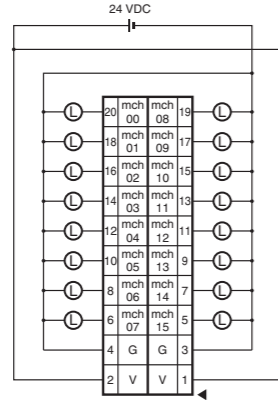 24 VDC
L 20 mch 00 mch 08 19 L
L 18 mch 01 mch 09 17 L
L 16 mch 02 mch 10 15 L
L 14 mch 03 mch 11 13 L
L 12 mch 04 mch 12 11 L
L 10 mch 05 mch 13 9 L
L 8 mch 06 mch 14 7 L
L 6 mch 07 mch 15 5 L
4 G G 3
2 V V 1